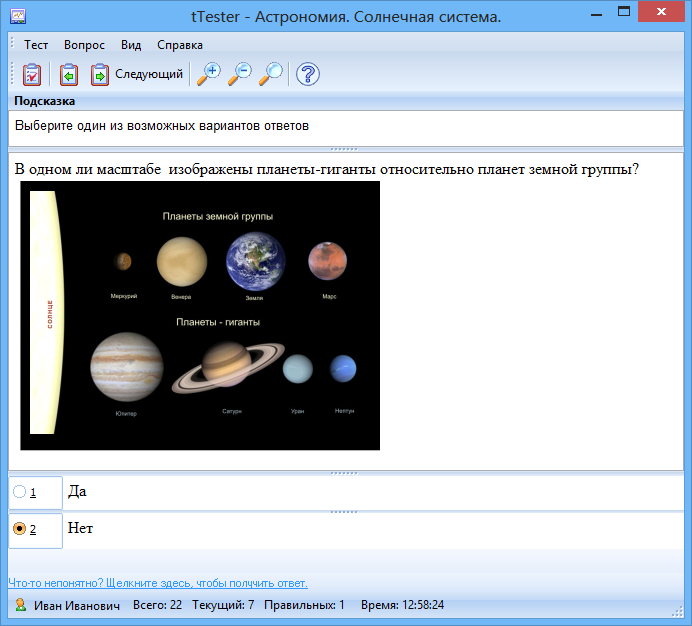 tTester - Астрономия. Солнечная система.
Тест Вопрос Вид Справка
Следующий
Подсказка
Выберите один из возможных вариантов ответов
В одном ли масштабе изображены планеты-гиганты относительно планет земной группы?
Планеты земной группы
Меркурий Венера Земля Марс
СОЛНЦЕ
Планеты - гиганты
Юпитер Сатурн Уран Нептун
1 Да
2 Нет
Что-то непонятно? Щелкните здесь, чтобы получить ответ.
Иван Иванович Всего: 22 Текущий: 7 Правильных: 1 Время: 12:58:24